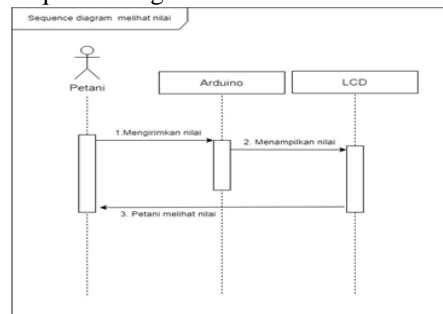 Sequence diagram melihat nilai
Petani
Arduino
LCD
1.Mengirimkan nilai
2. Menampilkan nilai
3. Petani melihat nilai